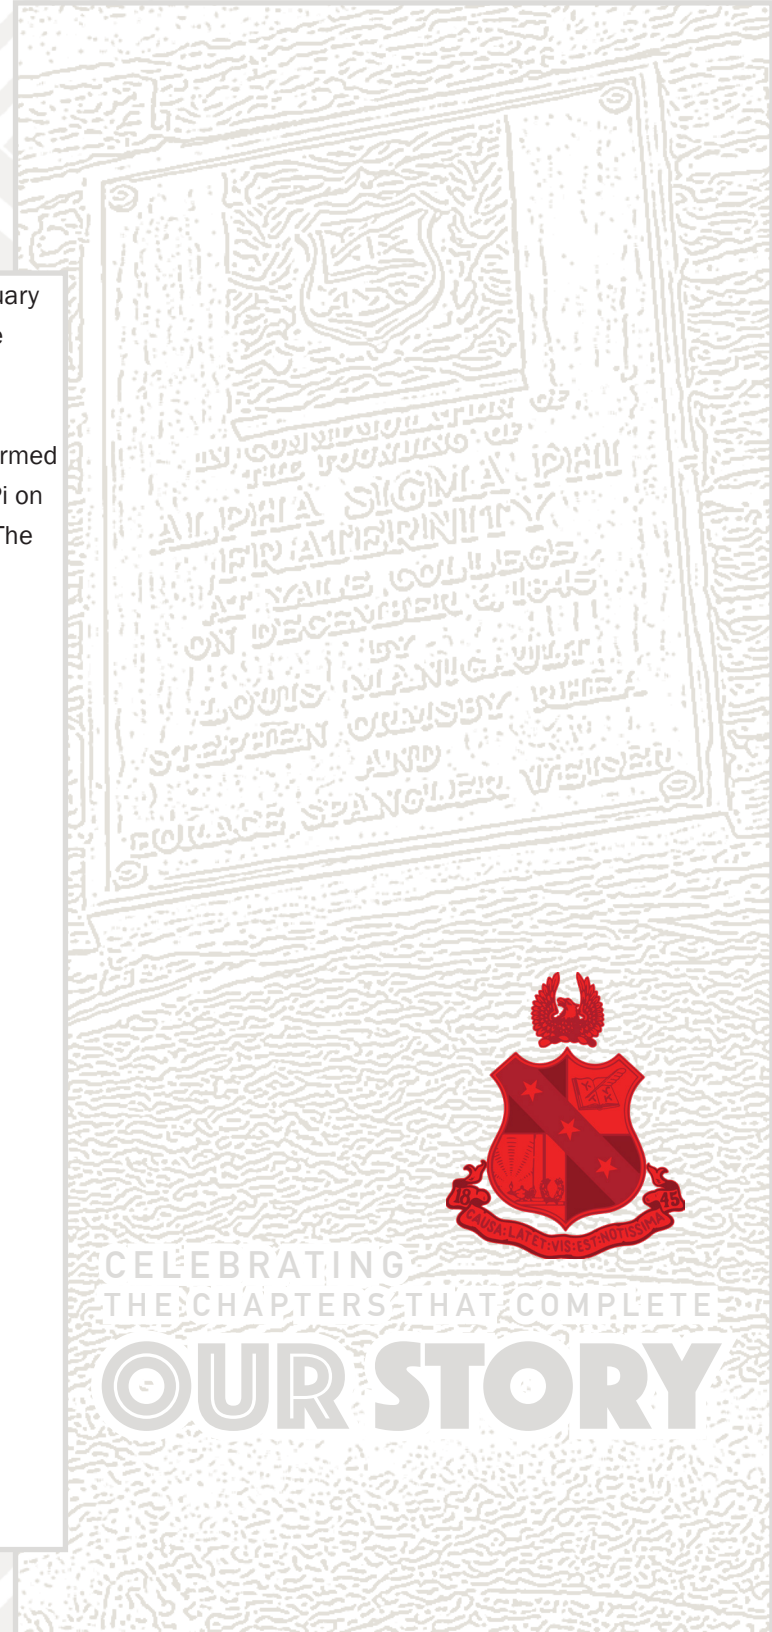 uary
e
rmed
Pi on
The
IN COMMEMORATION OF
THE FOUNDING OF
ALPHA SIGMA PHI
FRATERNITY
AT YALE COLLEGE
ON DECEMBER 6, 1845
BY
LOUIS MANIGAULT
STEPHEN ORMSBY RHEA
AND
HORACE SPANGLER WEISER
18 45
CAUSA:LATET:VIS:EST:NOTISSIMA
CELEBRATING
THE CHAPTERS THAT COMPLETE
OUR STORY